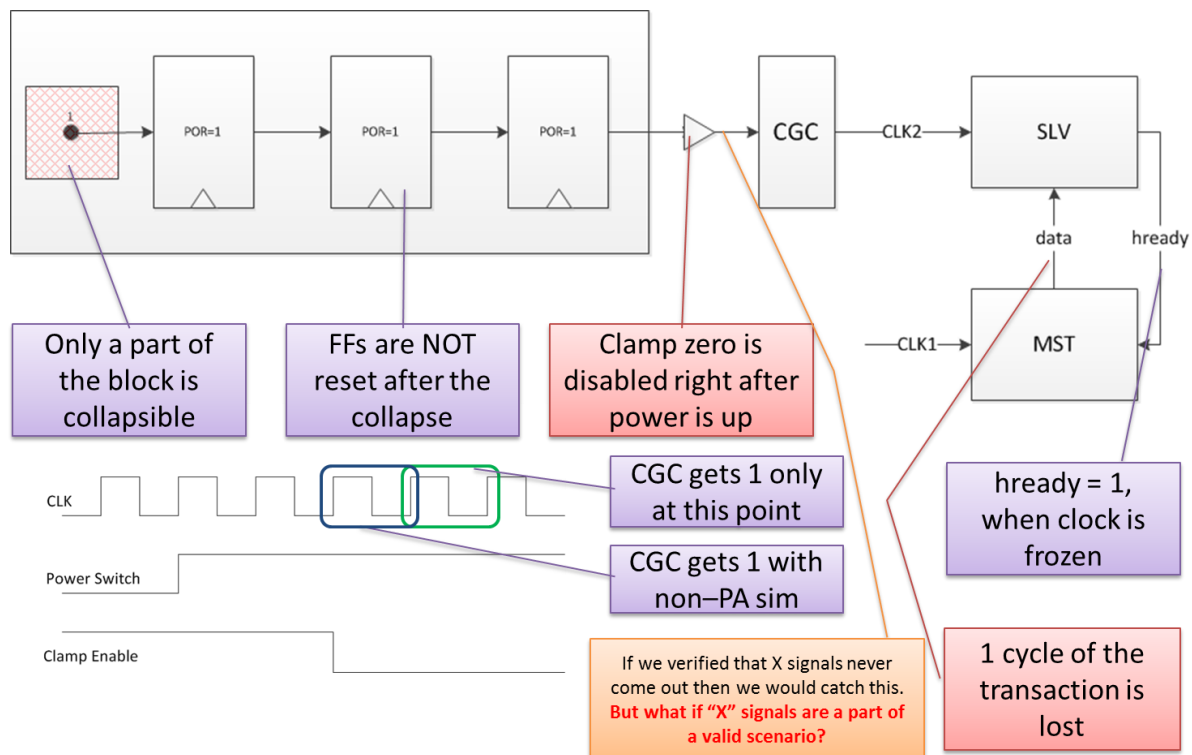 1
POR=1
POR=1
POR=1
CGC
CLK2
SLV
data
hready
CLK1
MST
Only a part of
the block is
collapsible
FFs are NOT
reset after the
collapse
Clamp zero is
disabled right after
power is up
CLK
CGC gets 1 only
at this point
hready = 1,
when clock is
frozen
Power Switch
CGC gets 1 with
non–PA sim
Clamp Enable
If we verified that X signals never
come out then we would catch this.
But what if “X” signals are a part of
a valid scenario?
1 cycle of the
transaction is
lost